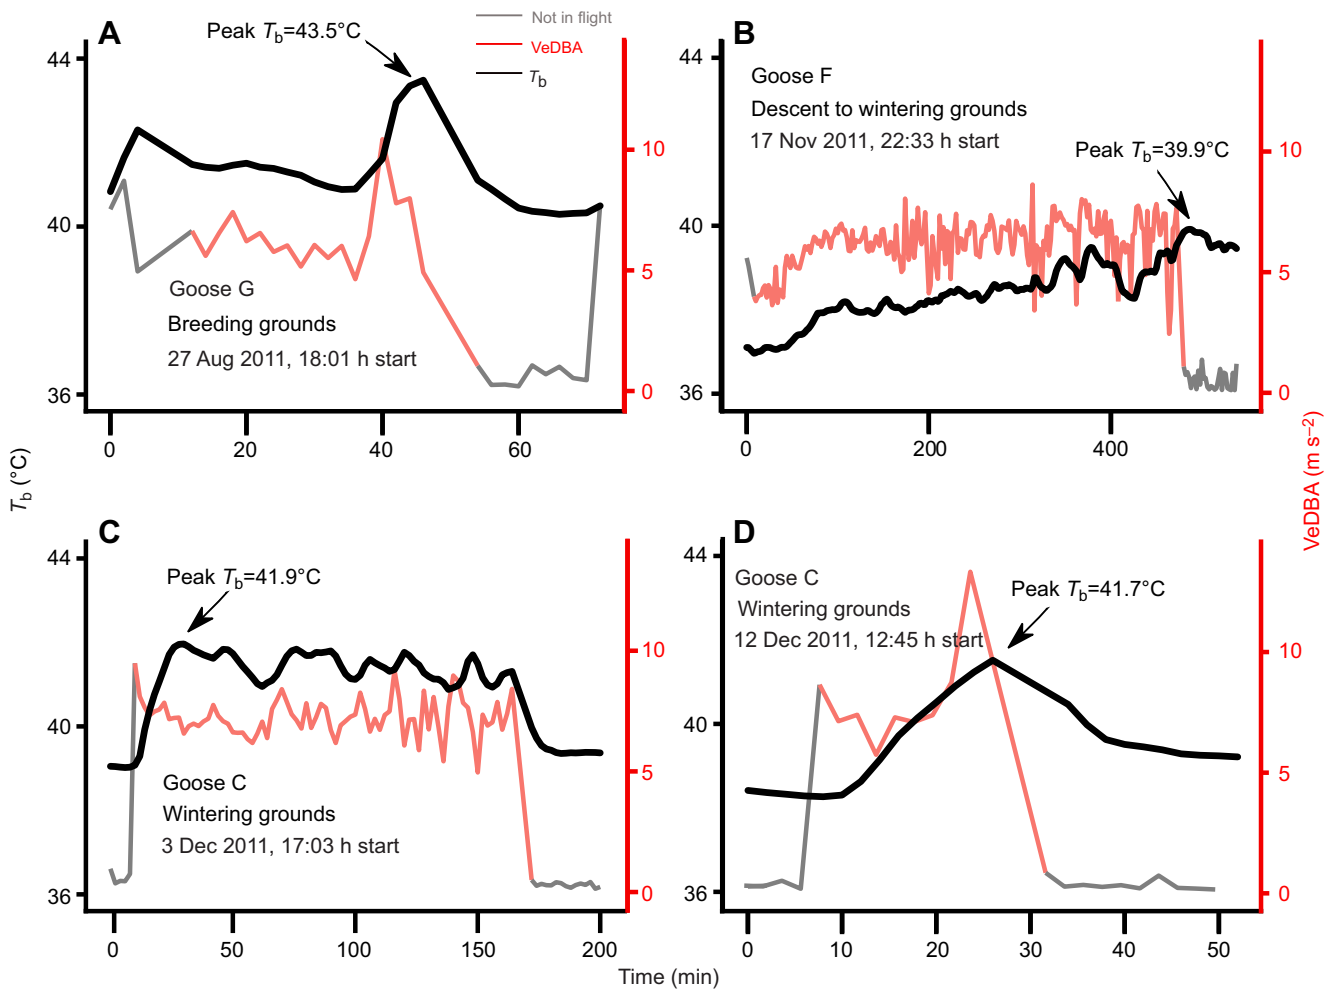 A
Peak Tb=43.5°C
Not in flight
VeDBA
Tb
44
40
36
10
5
0
Goose G
Breeding grounds
27 Aug 2011, 18:01 h start
0
20
40
60
B
Goose F
Descent to wintering grounds
17 Nov 2011, 22:33 h start
Peak Tb=39.9°C
44
40
36
10
5
0
0
200
400
Tb (°C)
VeDBA (m s−2)
C
Peak Tb=41.9°C
44
40
36
10
5
0
Goose C
Wintering grounds
3 Dec 2011, 17:03 h start
0
50
100
150
200
D
Goose C
Wintering grounds
12 Dec 2011, 12:45 h start
Peak Tb=41.7°C
44
40
36
10
5
0
0
10
20
30
40
50
Time (min)